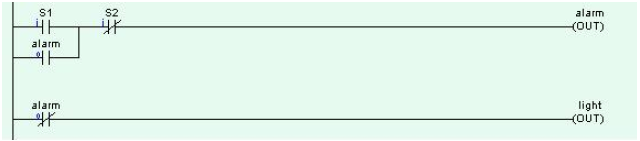 S1 S2 alarm
i i (OUT)
alarm
o
alarm light
o (OUT)